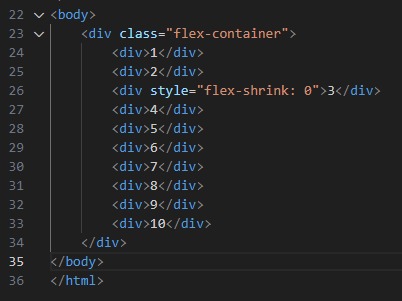 22 <body>
23     <div class="flex-container">
24         <div>1</div>
25         <div>2</div>
26         <div style="flex-shrink: 0">3</div>
27         <div>4</div>
28         <div>5</div>
29         <div>6</div>
30         <div>7</div>
31         <div>8</div>
32         <div>9</div>
33         <div>10</div>
34     </div>
35 </body>
36 </html>